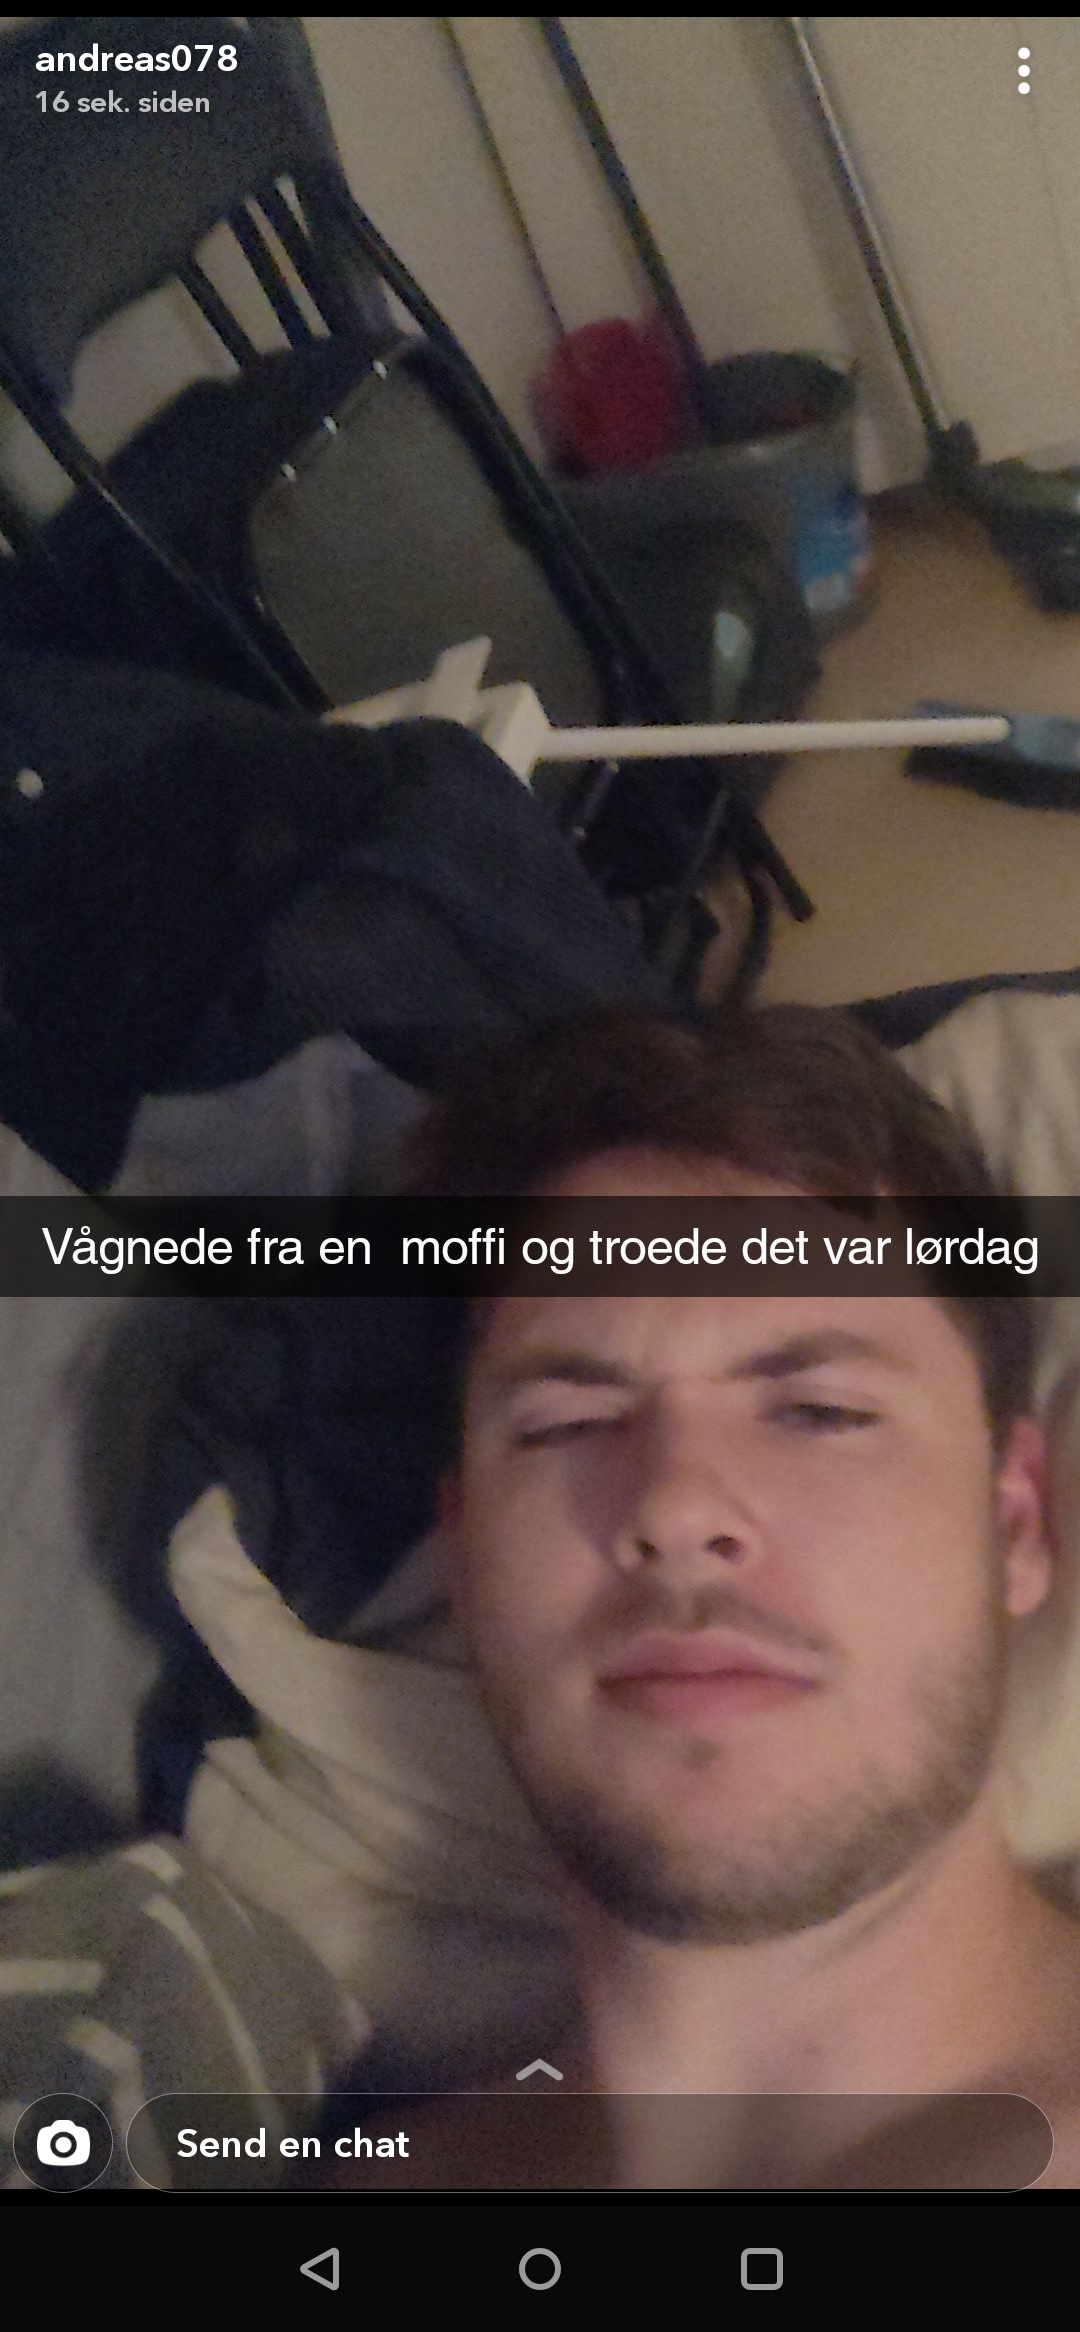 andreas078
16 sek. siden
Vågnede fra en  moffi og troede det var lørdag
Send en chat